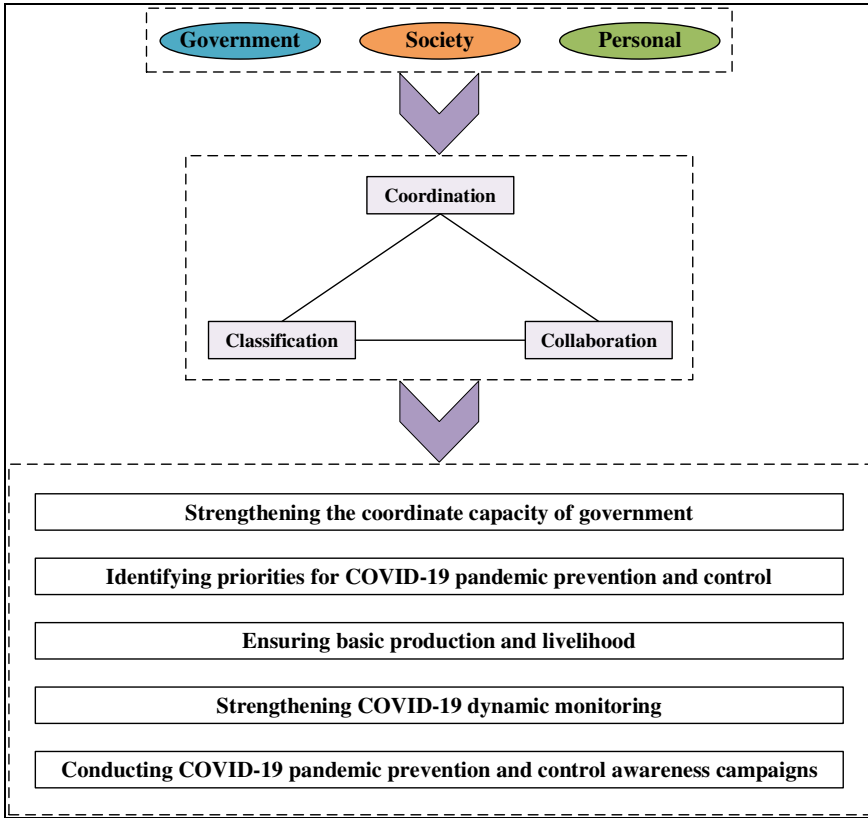 Government Society Personal
Coordination
Classification Collaboration
Strengthening the coordinate capacity of government
Identifying priorities for COVID-19 pandemic prevention and control
Ensuring basic production and livelihood
Strengthening COVID-19 dynamic monitoring
Conducting COVID-19 pandemic prevention and control awareness campaigns